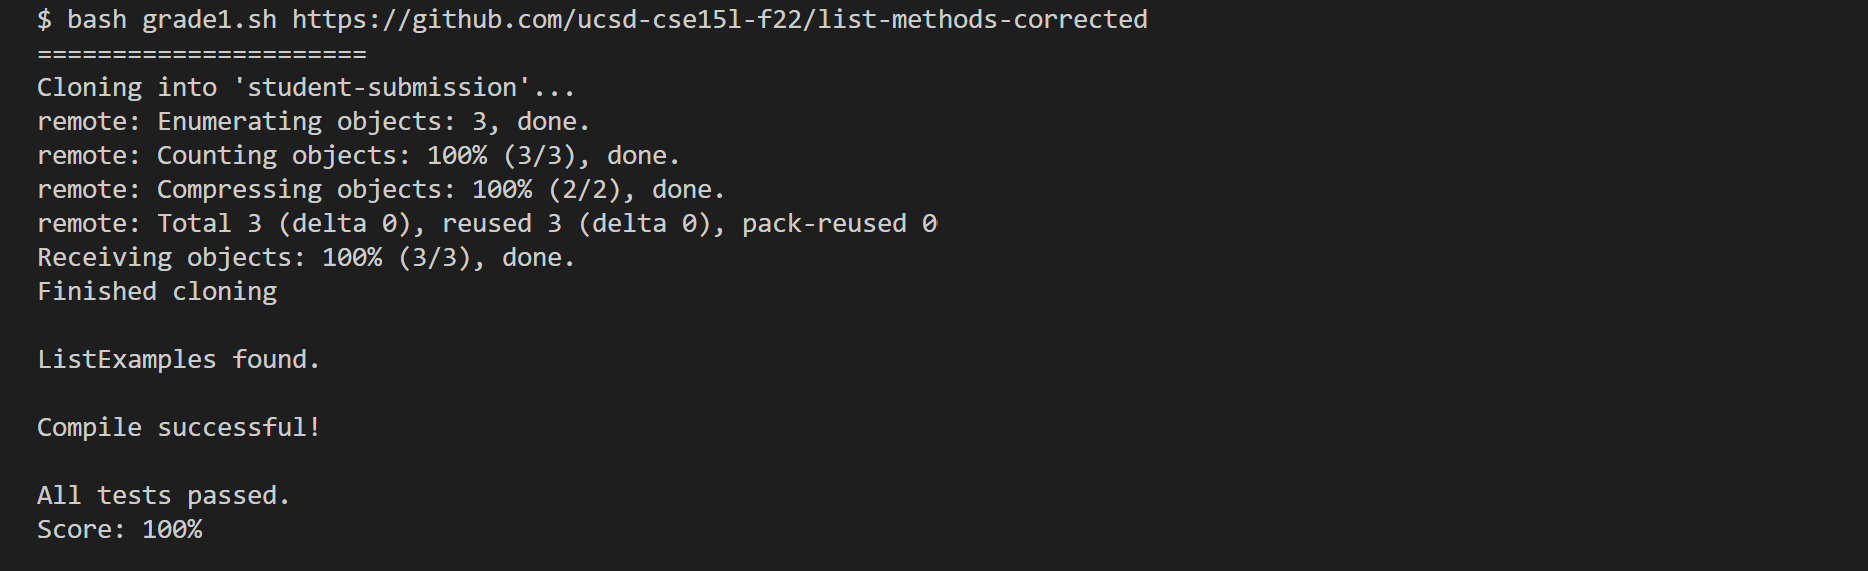 $ bash grade1.sh https://github.com/ucsd-cse15l-f22/list-methods-corrected
======================
Cloning into 'student-submission'...
remote: Enumerating objects: 3, done.
remote: Counting objects: 100% (3/3), done.
remote: Compressing objects: 100% (2/2), done.
remote: Total 3 (delta 0), reused 3 (delta 0), pack-reused 0
Receiving objects: 100% (3/3), done.
Finished cloning
ListExamples found.
Compile successful!
All tests passed.
Score: 100%